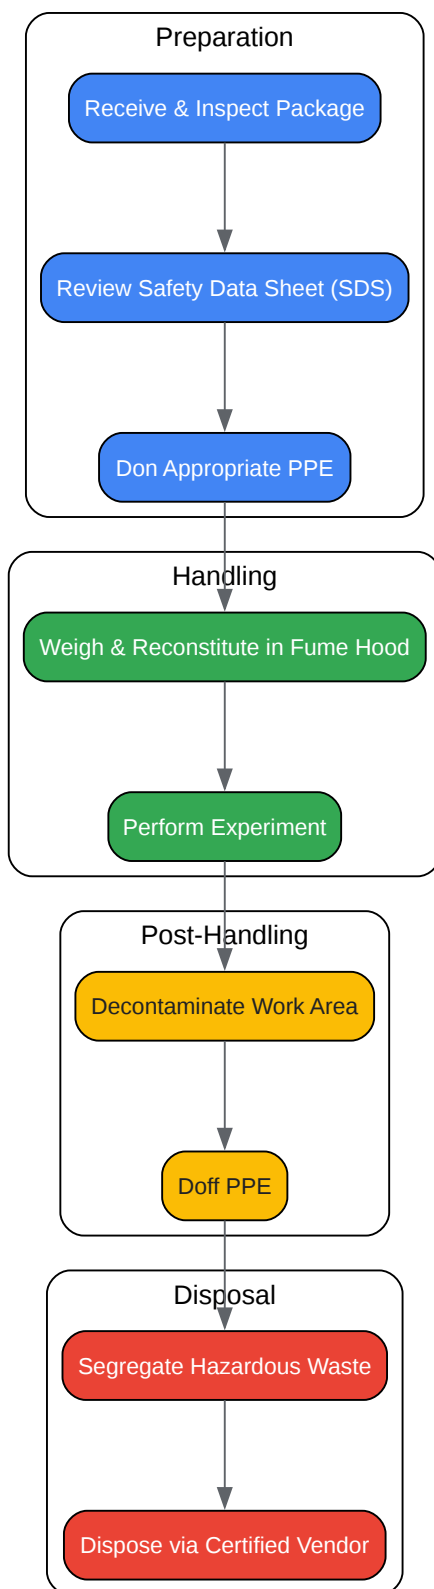 Preparation
Receive & Inspect Package
Review Safety Data Sheet (SDS)
Don Appropriate PPE
Handling
Weigh & Reconstitute in Fume Hood
Perform Experiment
Post-Handling
Decontaminate Work Area
Doff PPE
Disposal
Segregate Hazardous Waste
Dispose via Certified Vendor